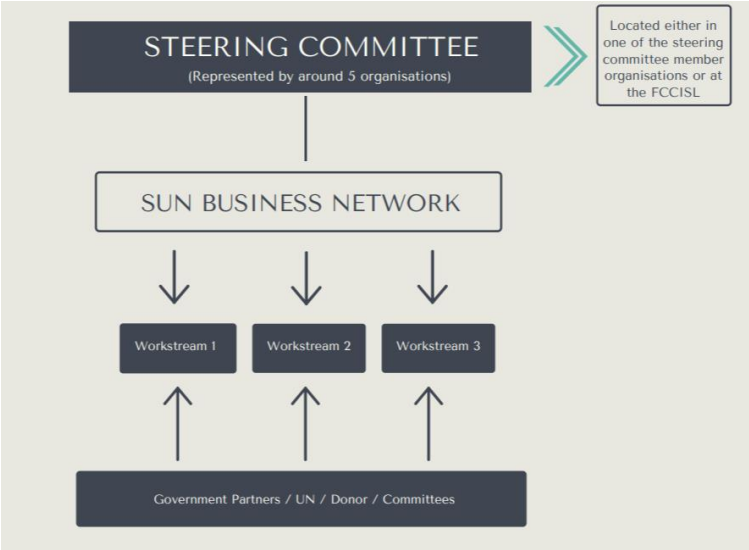 STEERING COMMITTEE
(Represented by around 5 organisations)
Located either in
one of the steering
committee member
organisations or at
the FCCISL
SUN BUSINESS NETWORK
Workstream 1
Workstream 2
Workstream 3
Government Partners / UN / Donor / Committees